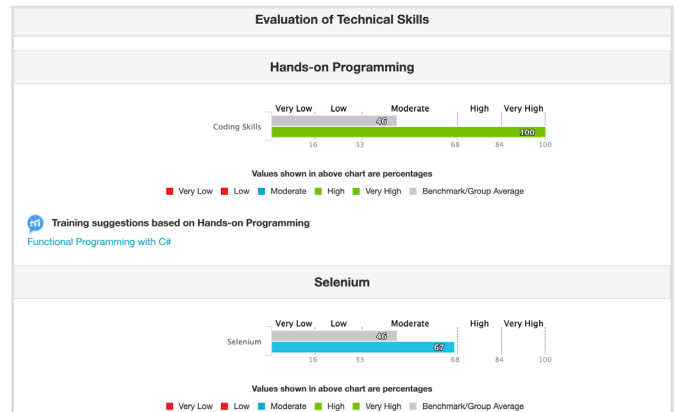 Evaluation of Technical Skills
Hands-on Programming
Very Low Low Moderate High Very High
46
Coding Skills
100
16 33 68 84 100
Values shown in above chart are percentages
Very Low Low Moderate High Very High Benchmark/Group Average
Training suggestions based on Hands-on Programming
Functional Programming with C#
Selenium
Very Low Low Moderate High Very High
46
Selenium
67
16 33 68 84 100
Values shown in above chart are percentages
Very Low Low Moderate High Very High Benchmark/Group Average